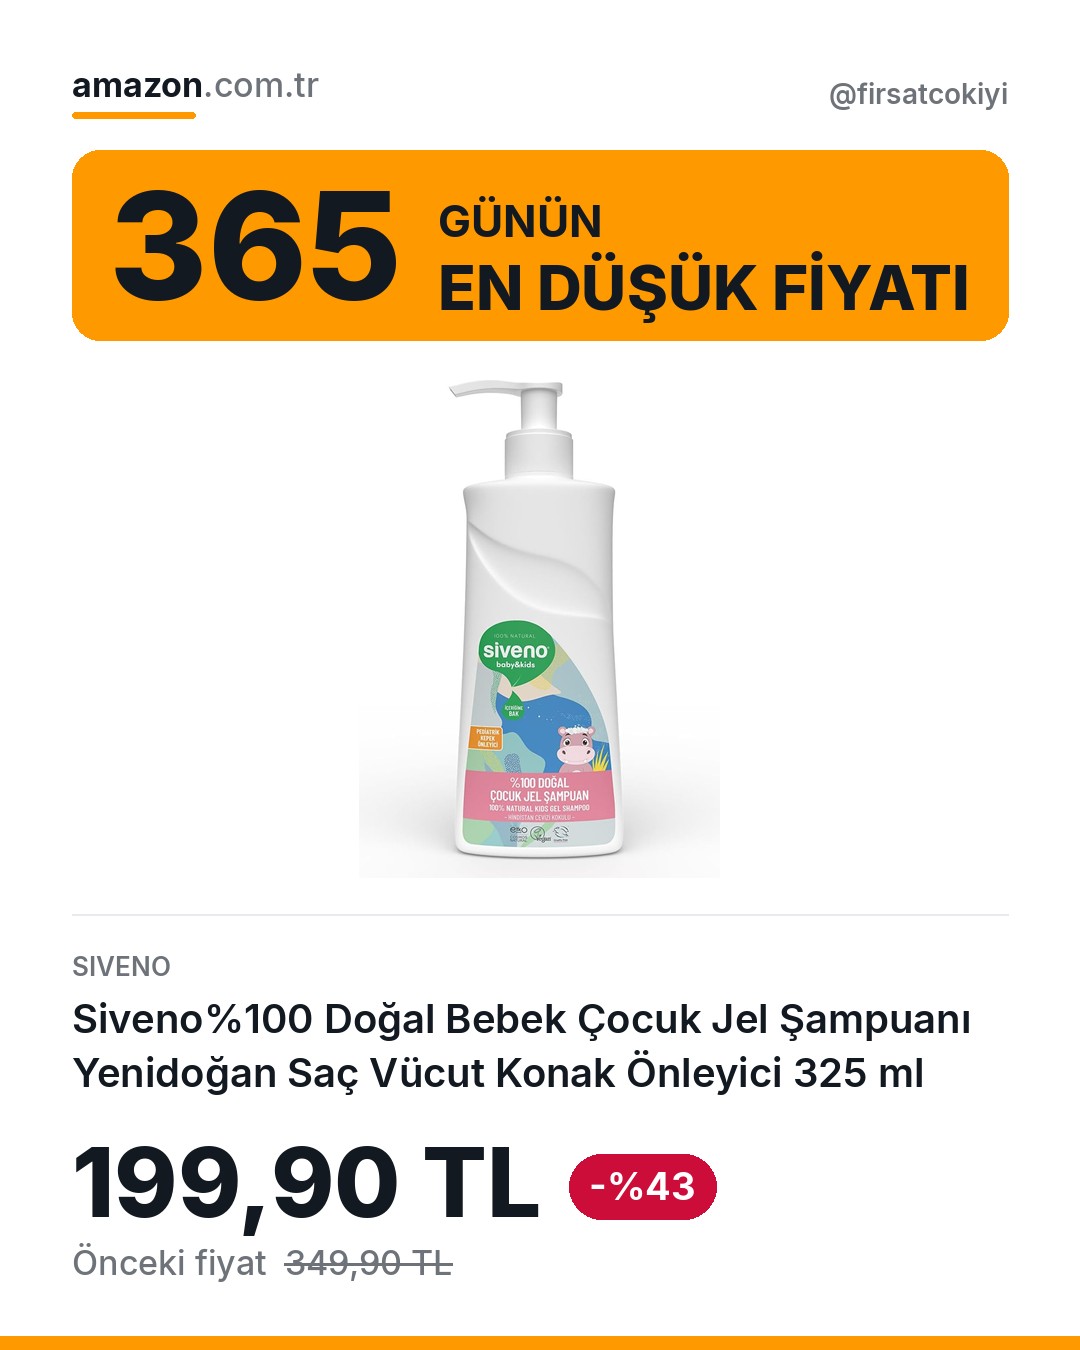 amazon.com.tr
@firsatcokiyi
365
GÜNÜN
EN DÜŞÜK FİYATI
100% NATURAL
siveno
baby&kids
İÇERİĞİNE
BAK
PEDİATRİK
KEPEK
ÖNLEYİCİ
%100 DOĞAL
ÇOCUK JEL ŞAMPUAN
100% NATURAL KIDS GEL SHAMPOO
- HİNDİSTAN CEVİZİ KOKULU -
vegan
SIVENO
Siveno%100 Doğal Bebek Çocuk Jel Şampuanı
Yenidoğan Saç Vücut Konak Önleyici 325 ml
199,90 TL
-%43
Önceki fiyat 349,90 TL